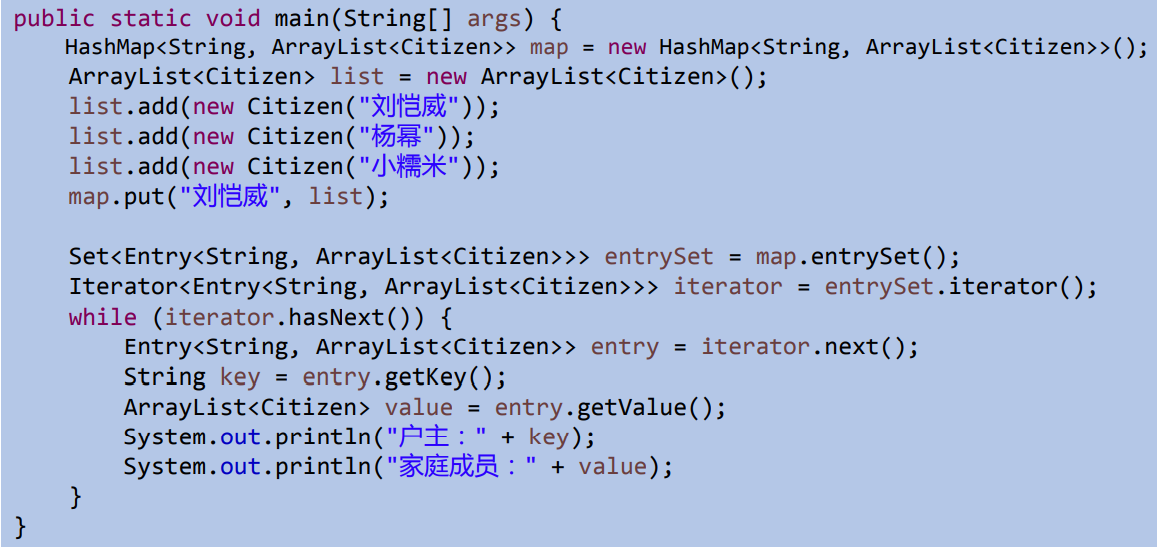 public static void main(String[] args) {
HashMap<String, ArrayList<Citizen>> map = new HashMap<String, ArrayList<Citizen>>();
ArrayList<Citizen> list = new ArrayList<Citizen>();
list.add(new Citizen("刘恺威"));
list.add(new Citizen("杨幂"));
list.add(new Citizen("小糯米"));
map.put("刘恺威", list);
Set<Entry<String, ArrayList<Citizen>>> entrySet = map.entrySet();
Iterator<Entry<String, ArrayList<Citizen>>> iterator = entrySet.iterator();
while (iterator.hasNext()) {
Entry<String, ArrayList<Citizen>> entry = iterator.next();
String key = entry.getKey();
ArrayList<Citizen> value = entry.getValue();
System.out.println("户主：" + key);
System.out.println("家庭成员：" + value);
}
}